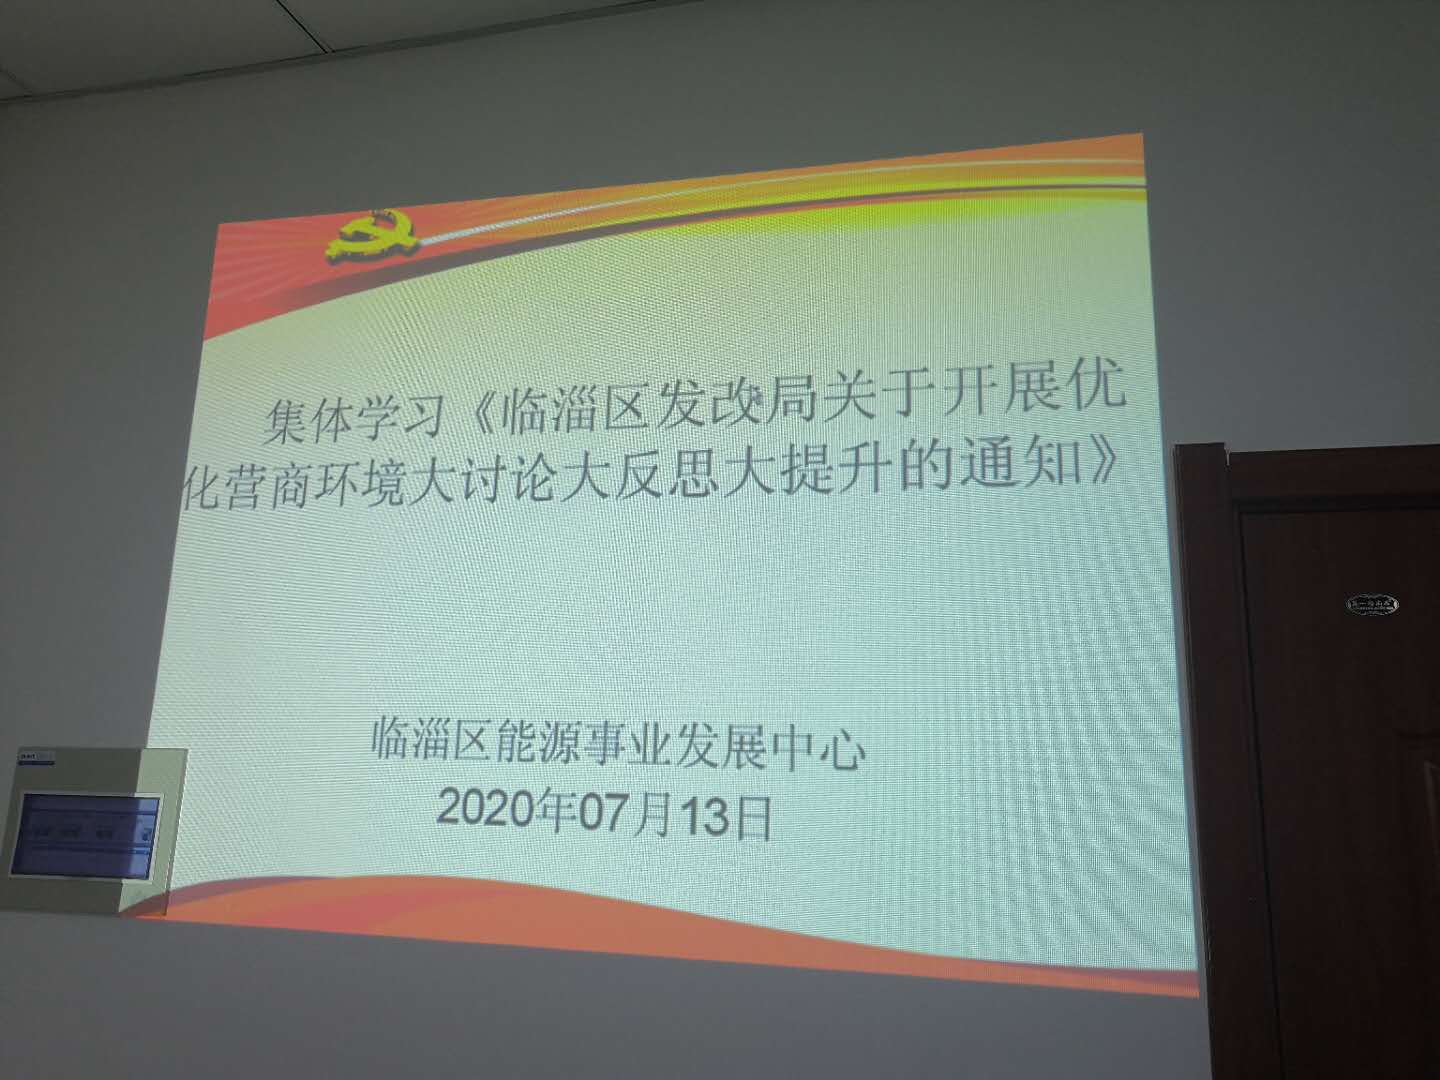 集体学习《临淄区发改局关于开展优
化营商环境大讨论大反思大提升的通知》
临淄区能源事业发展中心
2020年07月13日